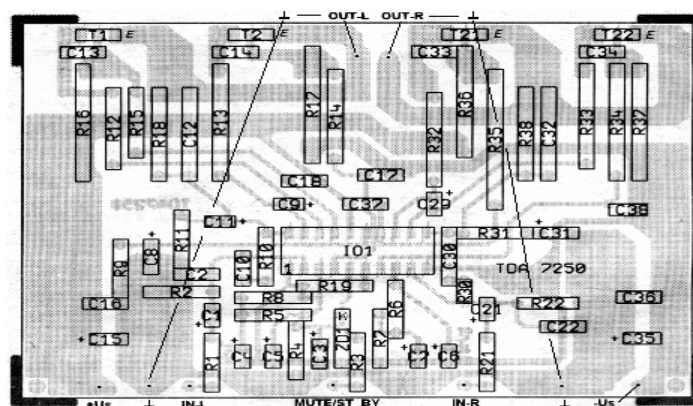 ⊥ OUT-L OUT-R ⊥
T1 E T2 E T21 E T22 E
C13 C14 C33 C34
R16 R12 R15 R18 C12 R13 R17 R14 R32 R36 R35 R38 C32 R33 R34 R37
C18 C17
C9 + C37 C29 + C38
R11 C11 +
R31 + C31
R9 + C8 C10 R10 IO1 C30 TDA 7250
C2 1
R2 R19 R30
C16 R8 R6 C21 R22 C36
C1 R5
+ C15 C22 + C35
R1 C4 C5 R4 C3 ZD1 K R3 R7 C6 R21
+Us ⊥ IN-L MUTE/ST BY IN-R ⊥ -Us